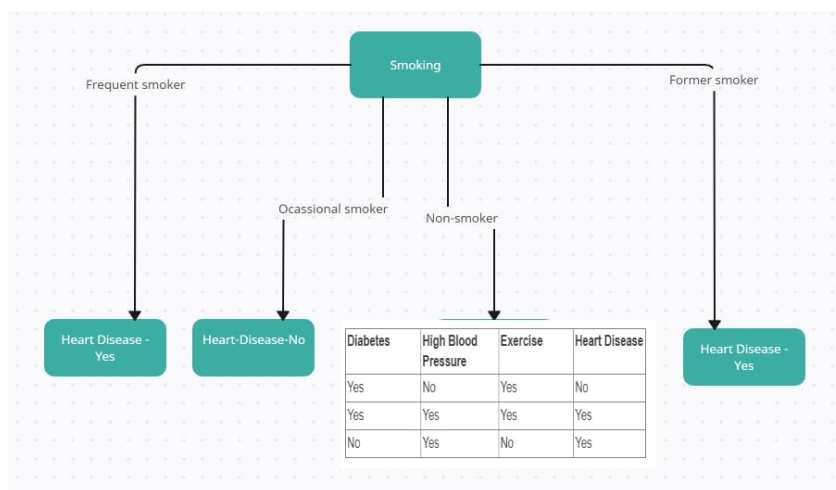 Smoking
Frequent smoker
Former smoker
Ocassional smoker
Non-smoker
Heart Disease -
Yes
Heart-Disease-No
Diabetes High Blood Exercise Heart Disease
Pressure
Yes No Yes No
Yes Yes Yes Yes
No Yes No Yes
Heart Disease -
Yes